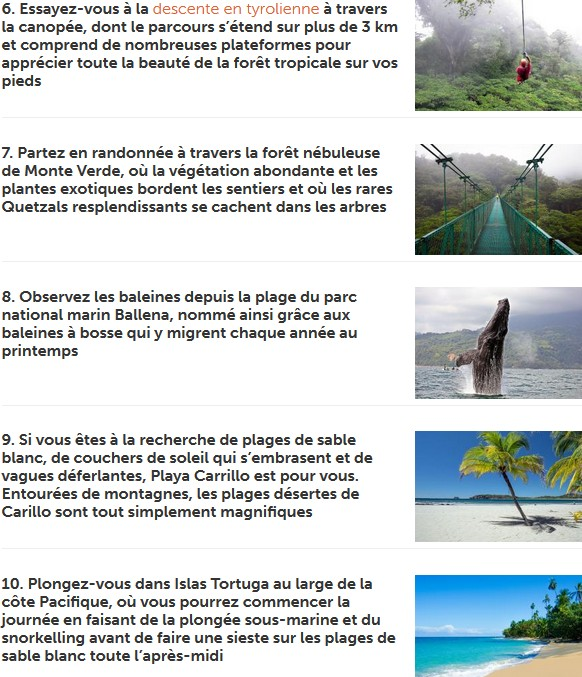 6. Essayez-vous à la descente en tyrolienne à travers
la canopée, dont le parcours s’étend sur plus de 3 km
et comprend de nombreuses plateformes pour
apprécier toute la beauté de la forêt tropicale sur vos
pieds
7. Partez en randonnée à travers la forêt nébuleuse
de Monte Verde, où la végétation abondante et les
plantes exotiques bordent les sentiers et où les rares
Quetzals resplendissants se cachent dans les arbres
8. Observez les baleines depuis la plage du parc
national marin Ballena, nommé ainsi grâce aux
baleines à bosse qui y migrent chaque année au
printemps
9. Si vous êtes à la recherche de plages de sable
blanc, de couchers de soleil qui s’embrasent et de
vagues déferlantes, Playa Carrillo est pour vous.
Entourées de montagnes, les plages désertes de
Carillo sont tout simplement magnifiques
10. Plongez-vous dans Islas Tortuga au large de la
côte Pacifique, où vous pourrez commencer la
journée en faisant de la plongée sous-marine et du
snorkelling avant de faire une sieste sur les plages de
sable blanc toute l’après-midi